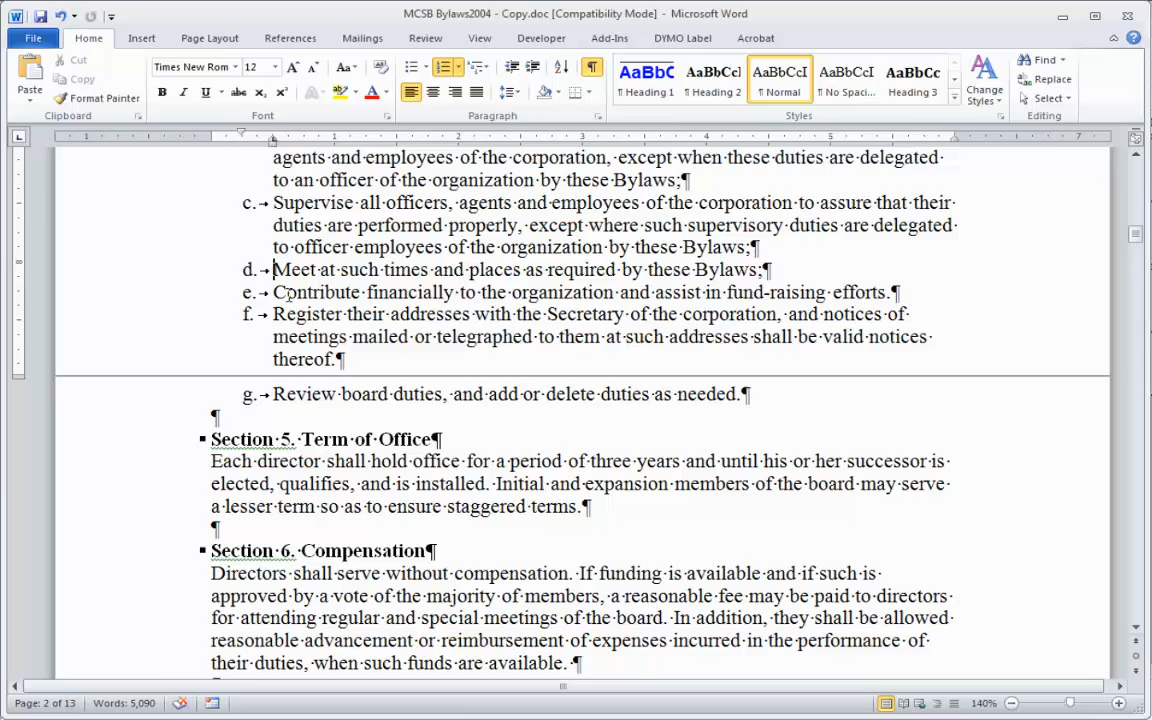 MCSB Bylaws2004 - Copy.doc [Compatibility Mode] - Microsoft Word
File Home Insert Page Layout References Mailings Review View Developer Add-Ins DYMO Label Acrobat
Paste
Cut
Copy
Format Painter
Clipboard
Times New Rom 12
Font
Paragraph
AaBbC AaBbCcl AaBbCcI AaBbCcI AaBbCc
¶ Heading 1 ¶ Heading 2 ¶ Normal ¶ No Spaci... ¶ Heading 3
Change Styles
Styles
Find
Replace
Select
Editing
1 1 2 3 4 5 7
agents·and·employees·of·the·corporation,·except·when·these·duties·are·delegated·
to·an·officer·of·the·organization·by·these·Bylaws;¶
c.→Supervise·all·officers,·agents·and·employees·of·the·corporation·to·assure·that·their·
duties·are·performed·properly,·except·where·such·supervisory·duties·are·delegated·
to·officer·employees·of·the·organization·by·these·Bylaws;¶
d.→Meet·at·such·times·and·places·as·required·by·these·Bylaws;¶
e.→Contribute·financially·to·the·organization·and·assist·in·fund-raising·efforts.¶
f.→Register·their·addresses·with·the·Secretary·of·the·corporation,·and·notices·of·
meetings·mailed·or·telegraphed·to·them·at·such·addresses·shall·be·valid·notices·
thereof.¶
g.→Review·board·duties,·and·add·or·delete·duties·as·needed.¶
¶
Section·5.··Term·of·Office¶
Each·director·shall·hold·office·for·a·period·of·three·years·and·until·his·or·her·successor·is·
elected,·qualifies,·and·is·installed.··Initial·and·expansion·members·of·the·board·may·serve·
a·lesser·term·so·as·to·ensure·staggered·terms.¶
¶
Section·6.··Compensation¶
Directors·shall·serve·without·compensation.··If·funding·is·available·and·if·such·is·
approved·by·a·vote·of·the·majority·of·members,·a·reasonable·fee·may·be·paid·to·directors·
for·attending·regular·and·special·meetings·of·the·board.··In·addition,·they·shall·be·allowed·
reasonable·advancement·or·reimbursement·of·expenses·incurred·in·the·performance·of·
their·duties,·when·such·funds·are·available.··¶
Page: 2 of 13 Words: 5,090 140%